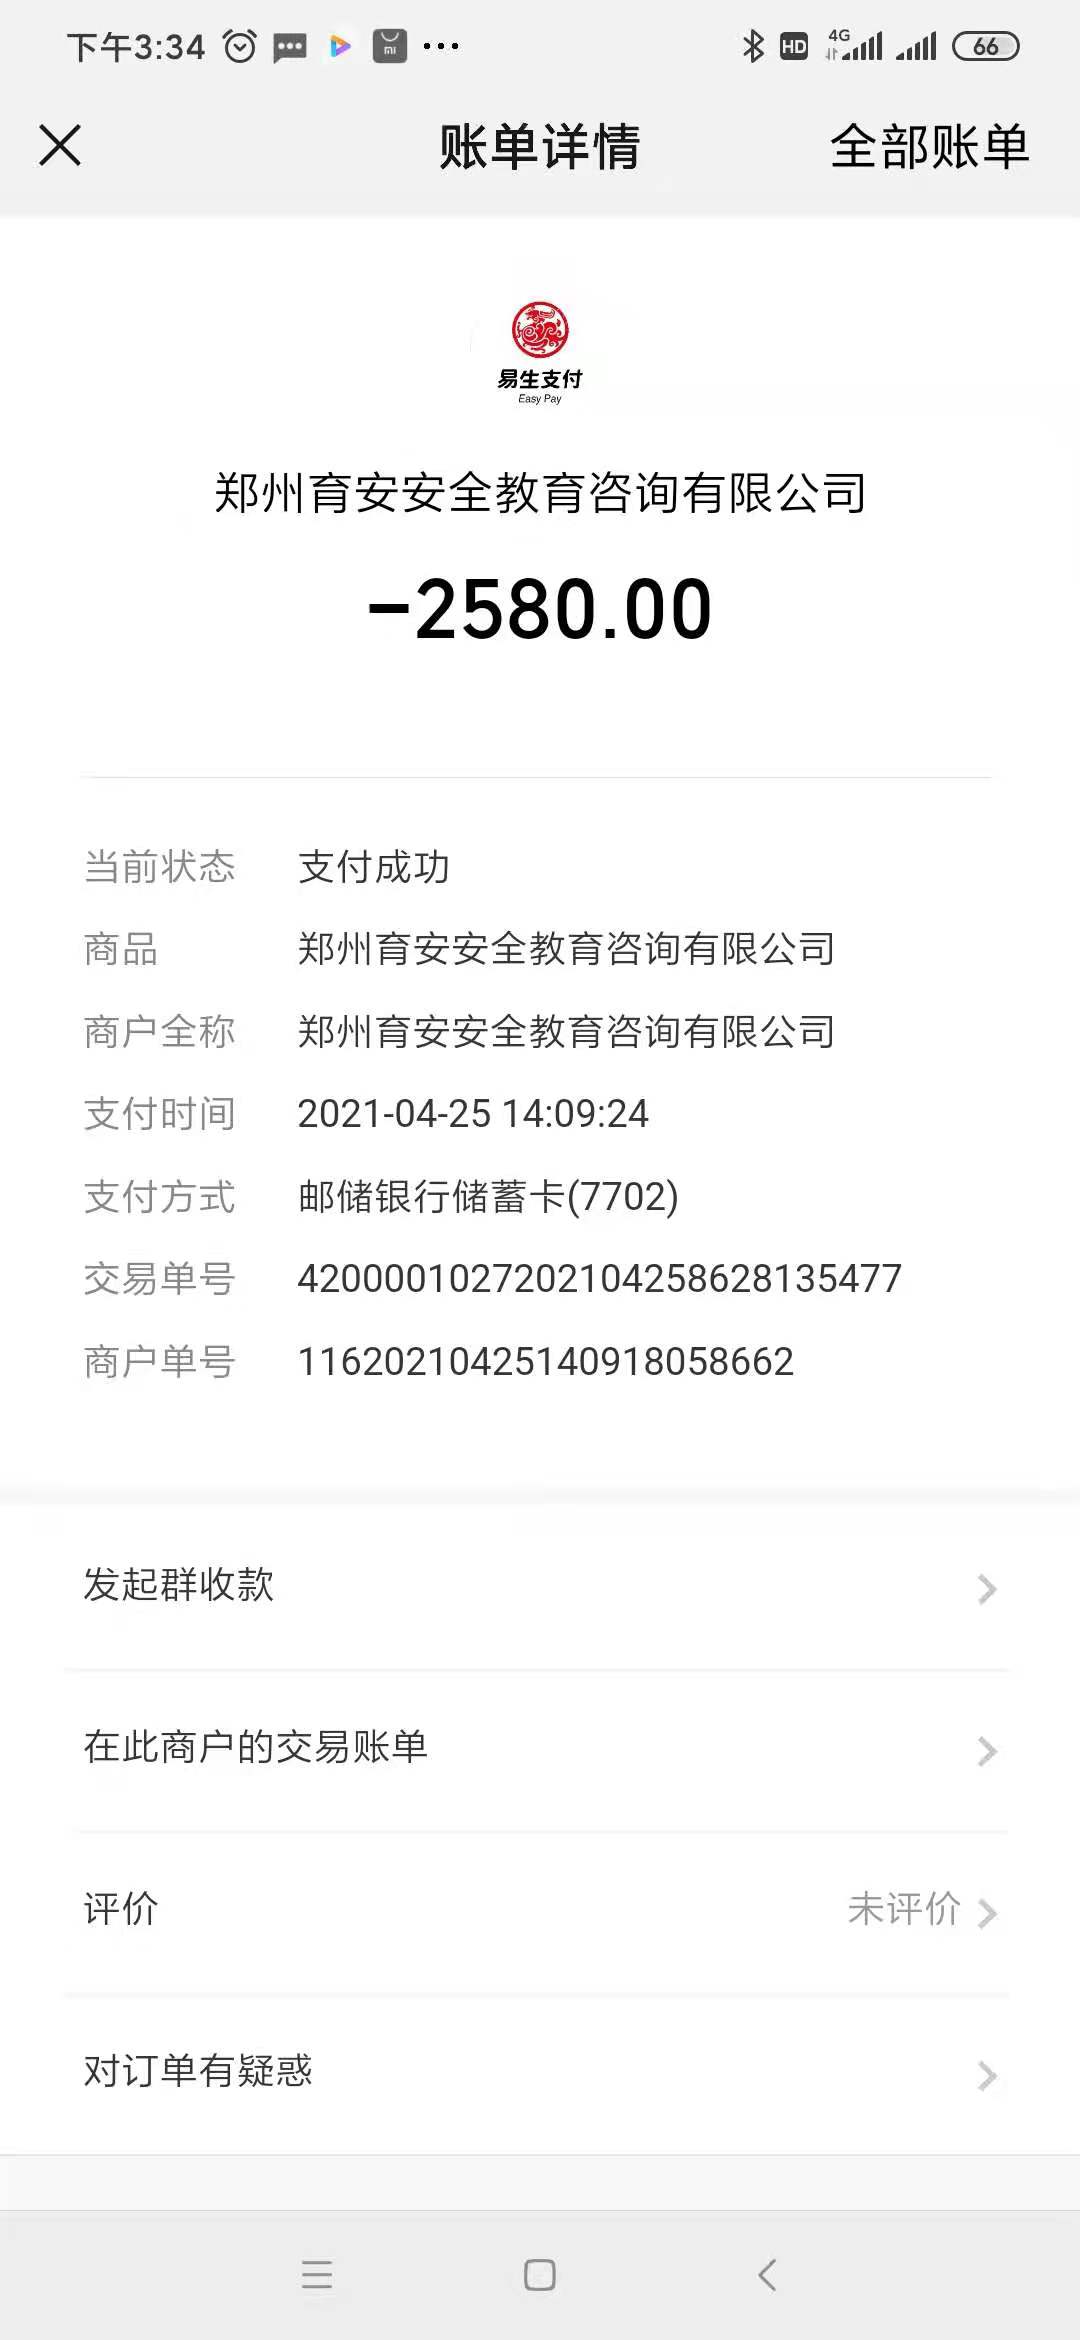 下午3:34
HD 4G 66
账单详情 全部账单
易生支付
Easy Pay
郑州育安安全教育咨询有限公司
-2580.00
当前状态 支付成功
商品 郑州育安安全教育咨询有限公司
商户全称 郑州育安安全教育咨询有限公司
支付时间 2021-04-25 14:09:24
支付方式 邮储银行储蓄卡(7702)
交易单号 4200001027202104258628135477
商户单号 11620210425140918058662
发起群收款
在此商户的交易账单
评价 未评价
对订单有疑惑